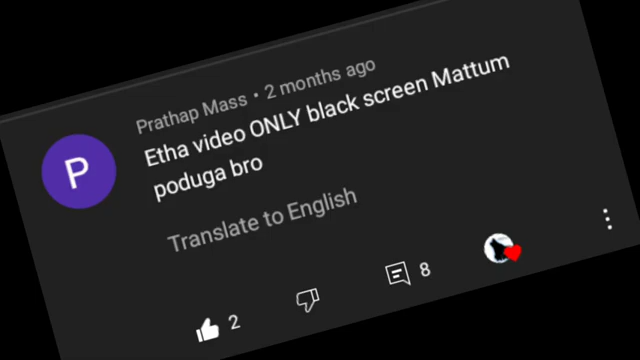 Prathap Mass • 2 months ago
Etha video ONLY black screen Mattum
poduga bro
Translate to English
P
2
8